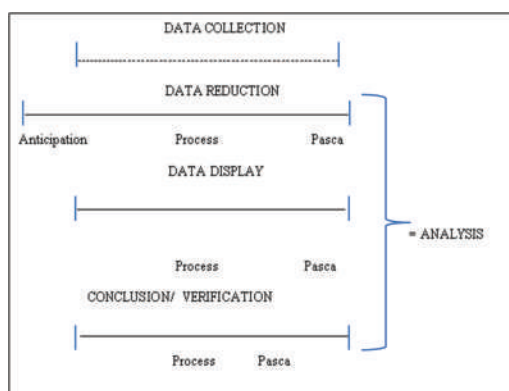 DATA COLLECTION
DATA REDUCTION
Anticipation Process Pasca
DATA DISPLAY
= ANALYSIS
Process Pasca
CONCLUSION/ VERIFICATION
Process Pasca